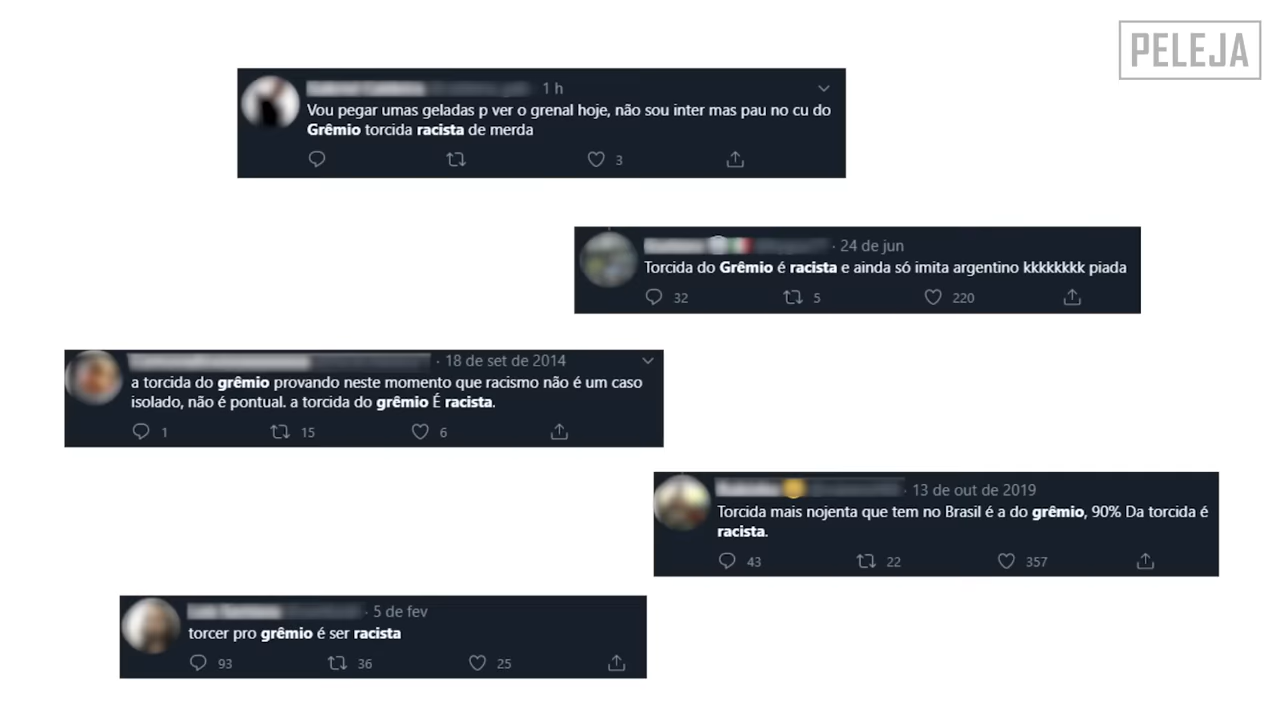 PELEJA
1 h
Vou pegar umas geladas p ver o grenal hoje, não sou inter mas pau no cu do
Grêmio torcida racista de merda
3
· 24 de jun
Torcida do Grêmio é racista e ainda só imita argentino kkkkkkkk piada
32 5 220
· 18 de set de 2014
a torcida do grêmio provando neste momento que racismo não é um caso
isolado, não é pontual. a torcida do grêmio É racista.
1 15 6
· 13 de out de 2019
Torcida mais nojenta que tem no Brasil é a do grêmio, 90% Da torcida é
racista.
43 22 357
· 5 de fev
torcer pro grêmio é ser racista
93 36 25